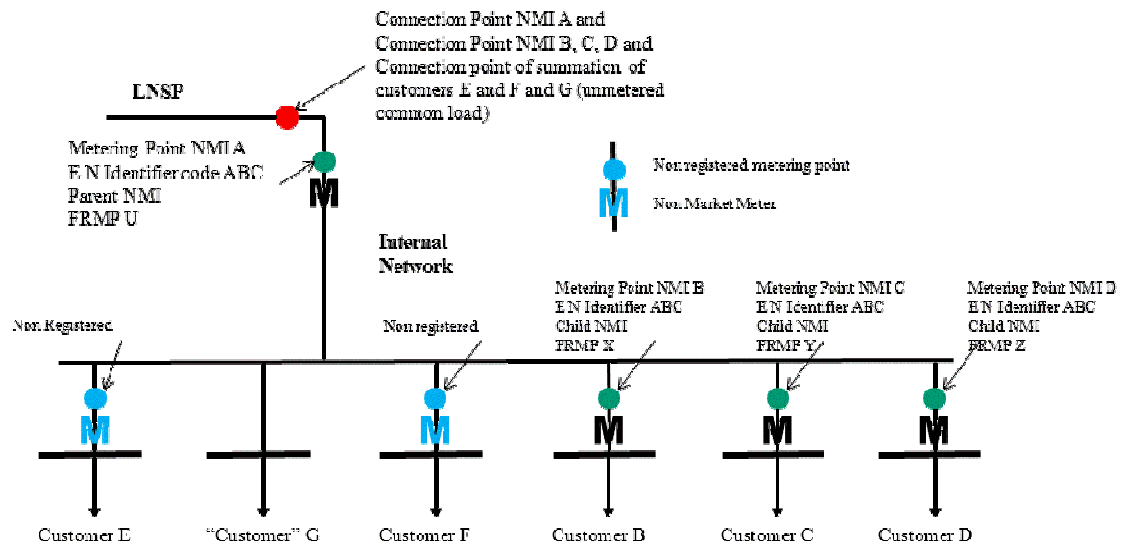 Connection Point NMI A and
Connection Point NMI B, C, D and
Connection point of summation of
customers E and F and G (unmetered
common load)
LNSP
Metering Point NMI A
E N Identifier code ABC
Parent NMI
FRMP U
M
Non registered metering point
M
Non Market Meter
Internal
Network
Metering Point NMI B
E N Identifier ABC
Child NMI
FRMP X
Metering Point NMI C
E N Identifier ABC
Child NMI
FRMP Y
Metering Point NMI D
E N Identifier ABC
Child NMI
FRMP Z
Non Registered
Non registered
M
M
M
M
M
Customer E
“Customer” G
Customer F
Customer B
Customer C
Customer D